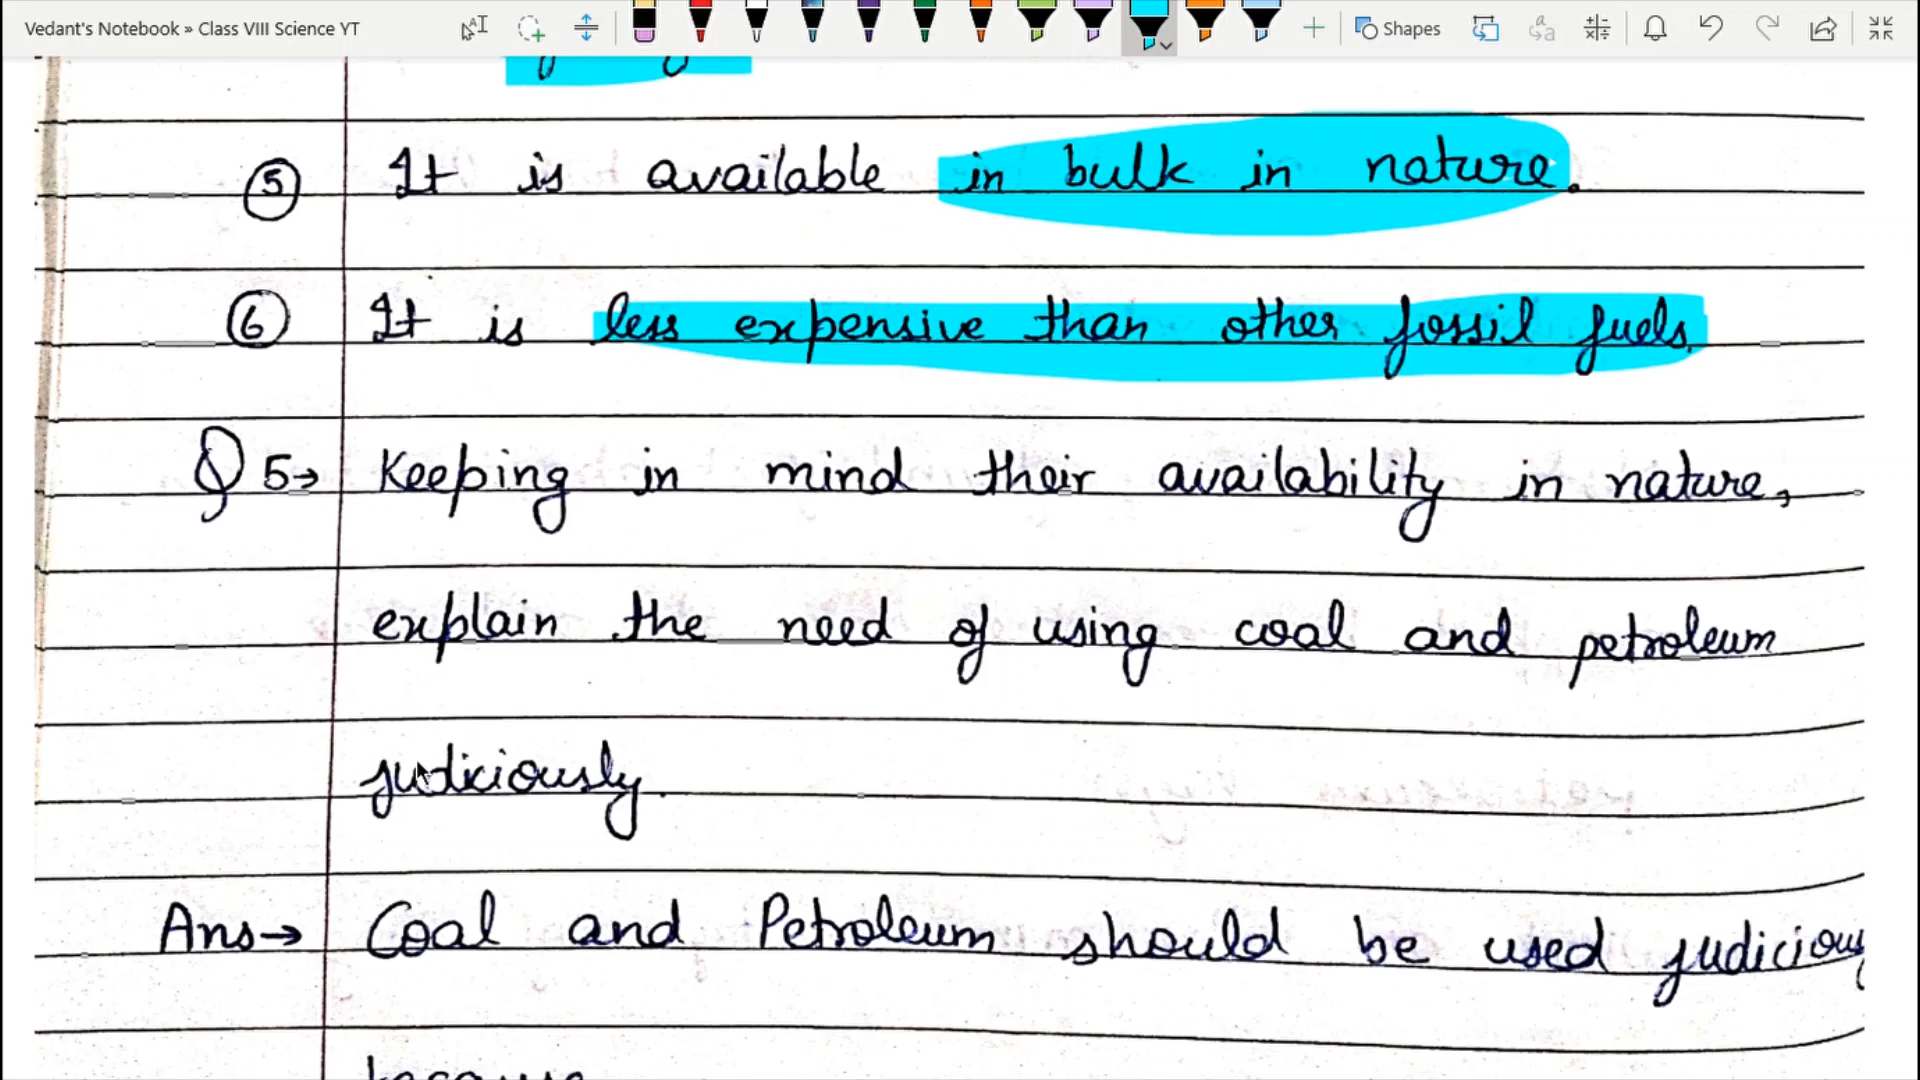 Vedant's Notebook » Class VIII Science YT
Shapes
5 It is available in bulk in nature.
6 It is less expensive than other fossil fuels.
Q 5→ Keeping in mind their availability in nature,
explain the need of using coal and petroleum
judiciously.
Ans→ Coal and Petroleum should be used judicious
because